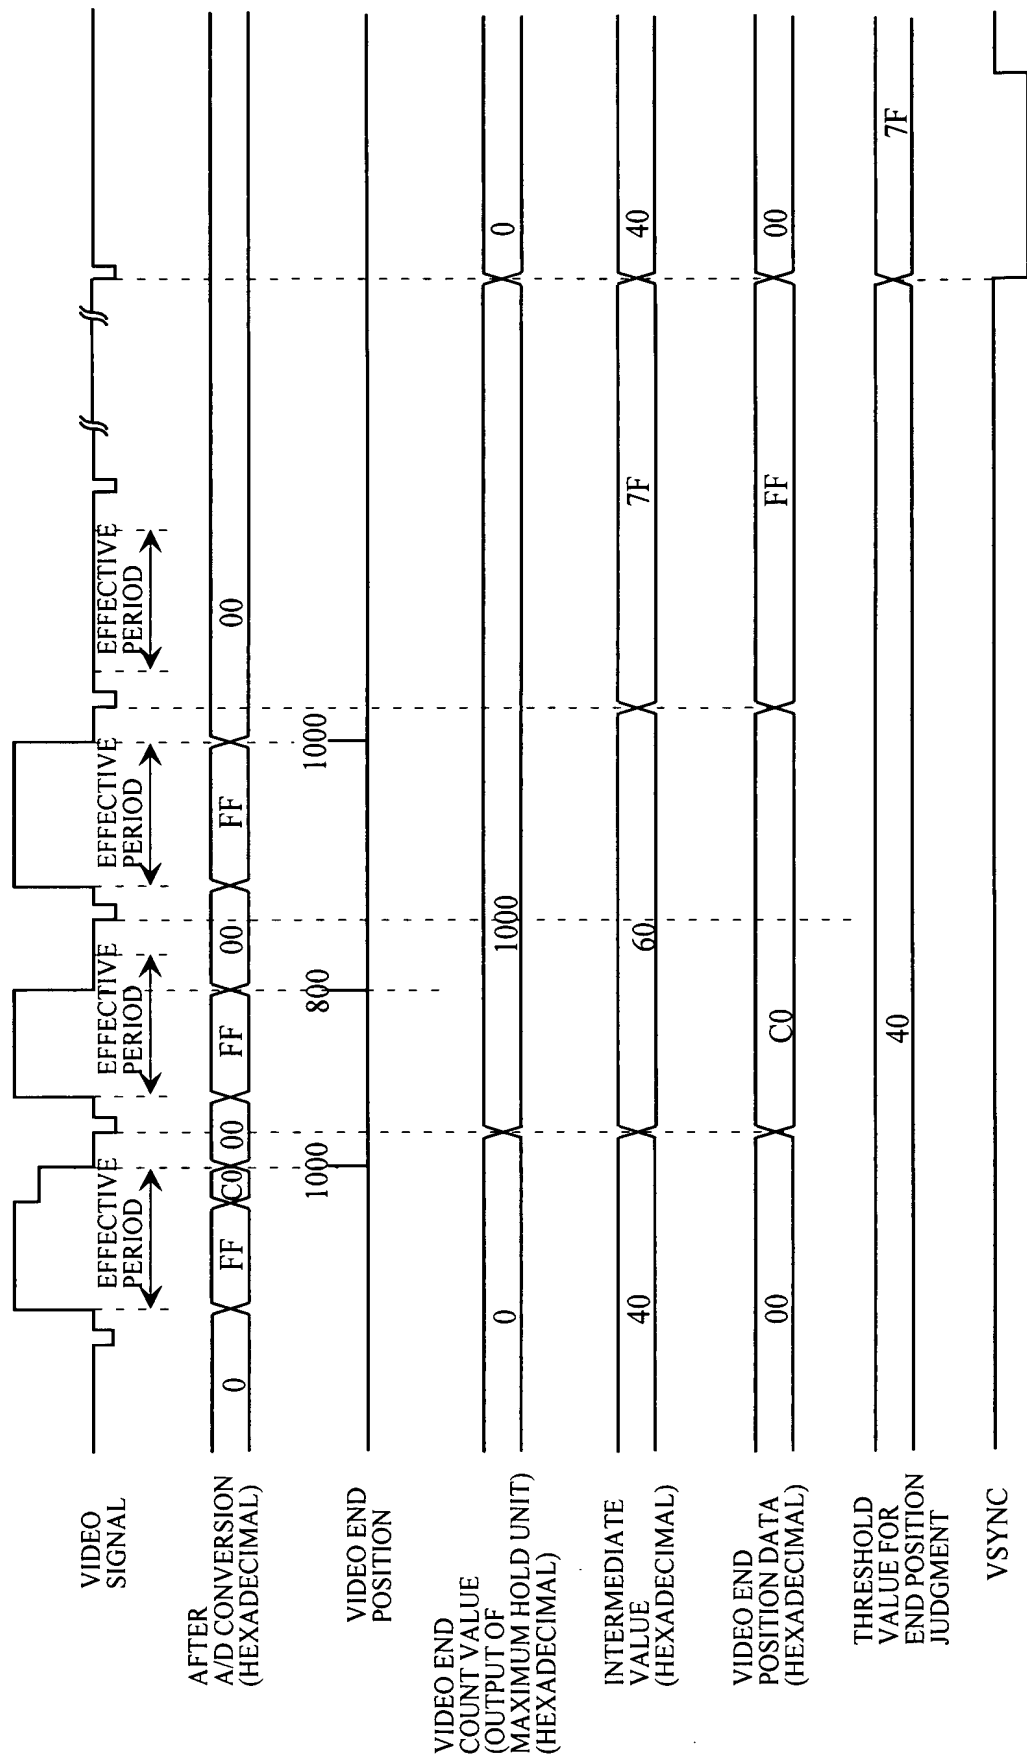 VIDEO
SIGNAL
EFFECTIVE
PERIOD
EFFECTIVE
PERIOD
EFFECTIVE
PERIOD
EFFECTIVE
PERIOD
AFTER
A/D CONVERSION
(HEXADECIMAL)
0
FF
C0
00
FF
00
FF
00
VIDEO END
POSITION
1000
800
1000
VIDEO END
COUNT VALUE
(OUTPUT OF
MAXIMUM HOLD UNIT)
(HEXADECIMAL)
0
1000
0
INTERMEDIATE
VALUE
(HEXADECIMAL)
40
60
7F
40
VIDEO END
POSITION DATA
(HEXADECIMAL)
00
C0
FF
00
THRESHOLD
VALUE FOR
END POSITION
JUDGMENT
40
7F
VSYNC